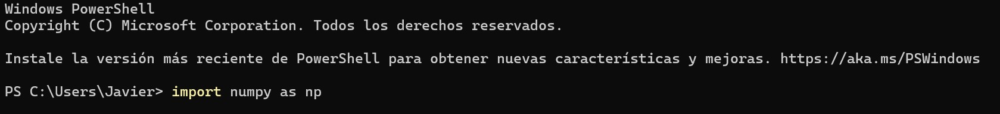 Windows PowerShell
Copyright (C) Microsoft Corporation. Todos los derechos reservados.
Instale la versión más reciente de PowerShell para obtener nuevas características y mejoras. https://aka.ms/PSWindows
PS C:\Users\Javier> import numpy as np